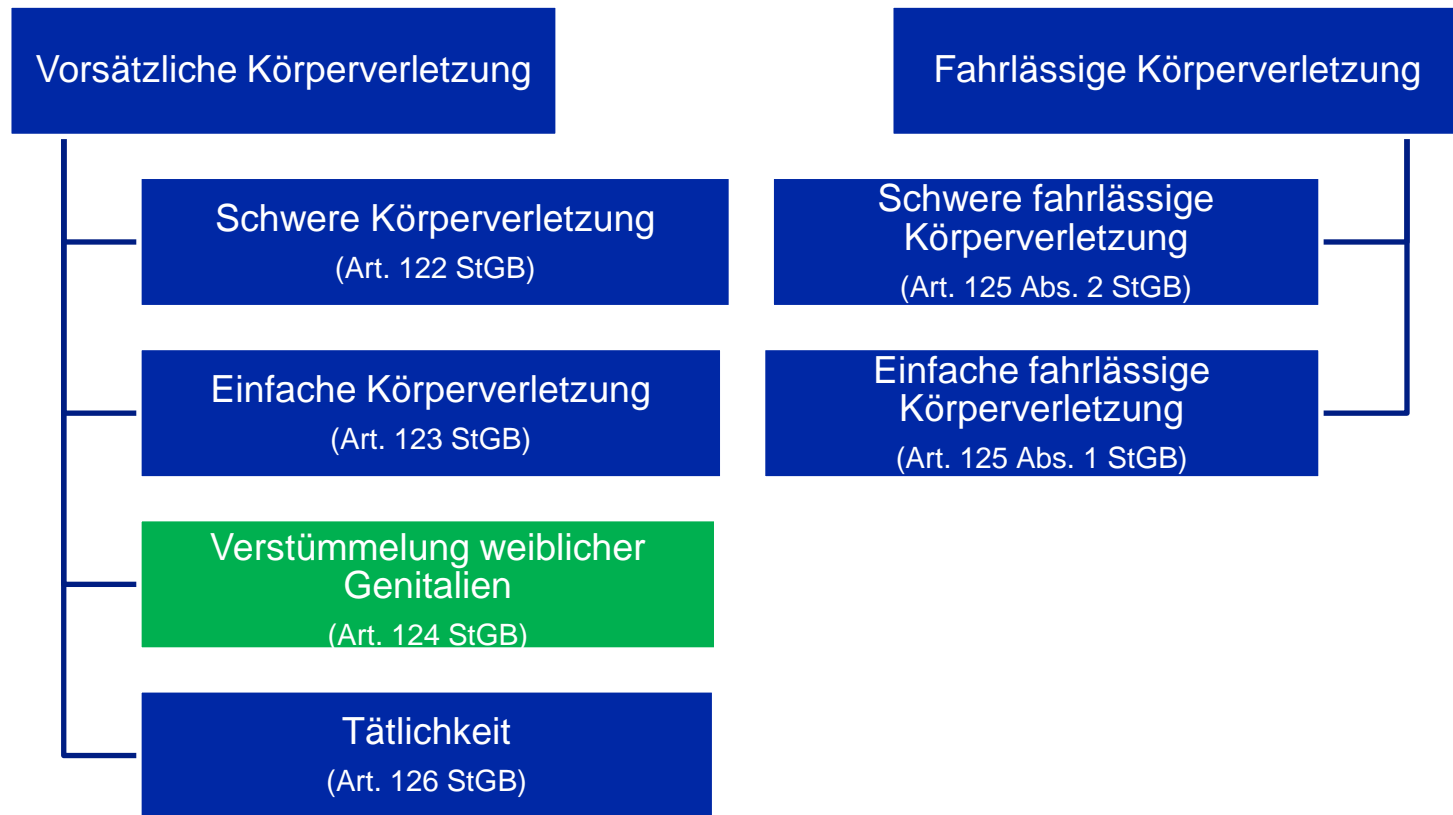 Vorsätzliche Körperverletzung
Schwere Körperverletzung
(Art. 122 StGB)
Einfache Körperverletzung
(Art. 123 StGB)
Verstümmelung weiblicher
Genitalien
(Art. 124 StGB)
Tätlichkeit
(Art. 126 StGB)
Fahrlässige Körperverletzung
Schwere fahrlässige
Körperverletzung
(Art. 125 Abs. 2 StGB)
Einfache fahrlässige
Körperverletzung
(Art. 125 Abs. 1 StGB)